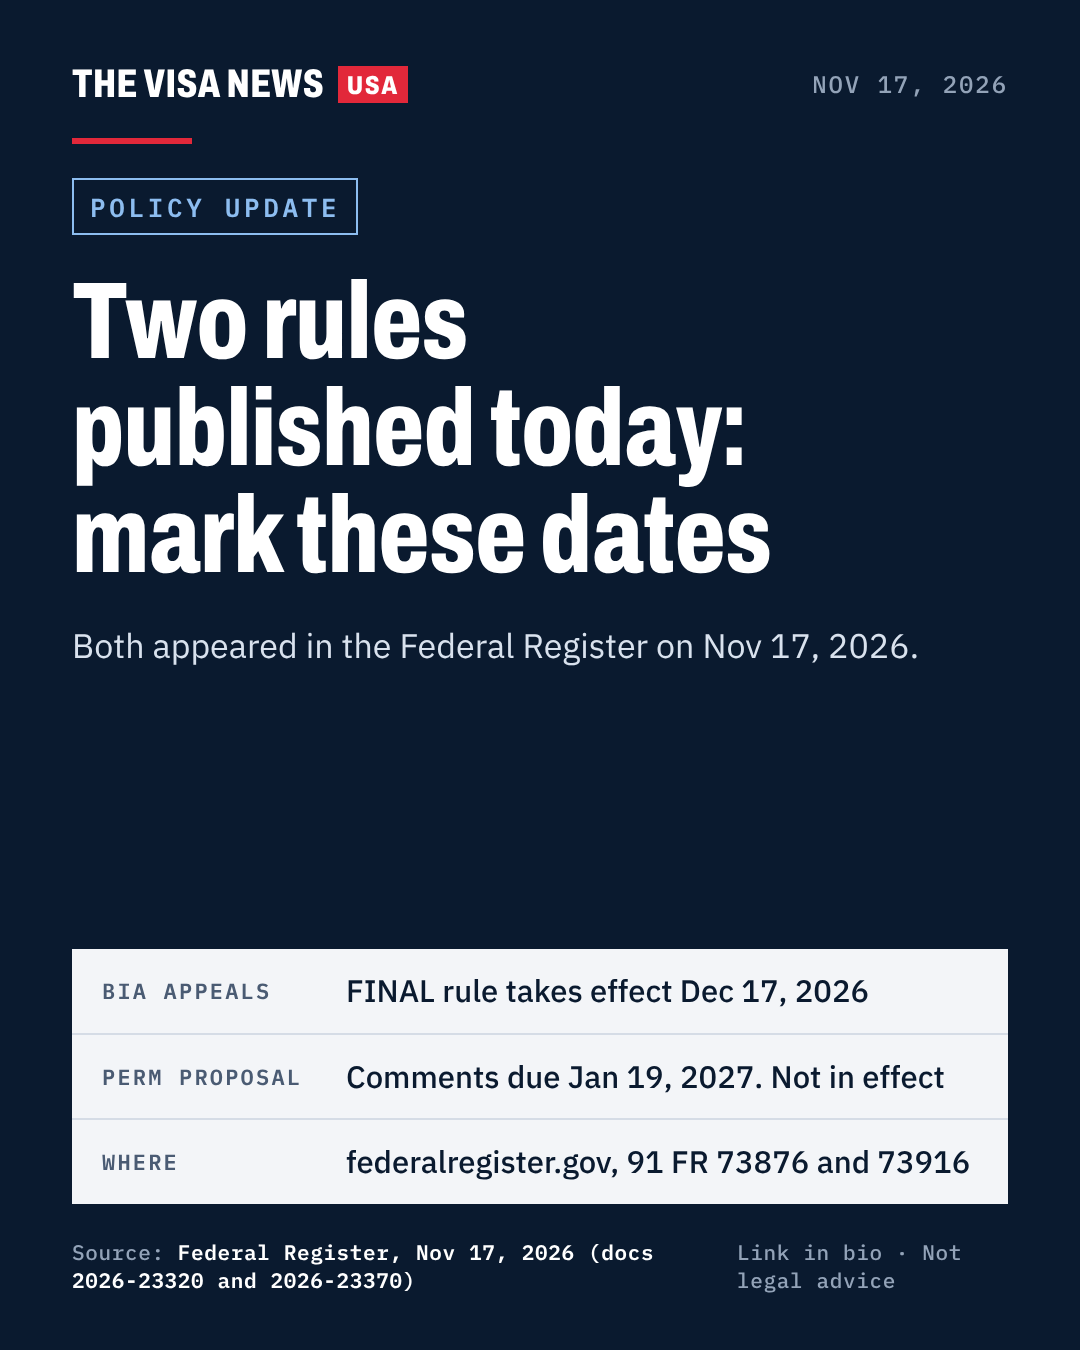 THE VISA NEWS USA
NOV 17, 2026
POLICY UPDATE
Two rules
published today:
mark these dates
Both appeared in the Federal Register on Nov 17, 2026.
BIA APPEALS FINAL rule takes effect Dec 17, 2026
PERM PROPOSAL Comments due Jan 19, 2027. Not in effect
WHERE federalregister.gov, 91 FR 73876 and 73916
Source: Federal Register, Nov 17, 2026 (docs
2026-23320 and 2026-23370)
Link in bio · Not
legal advice